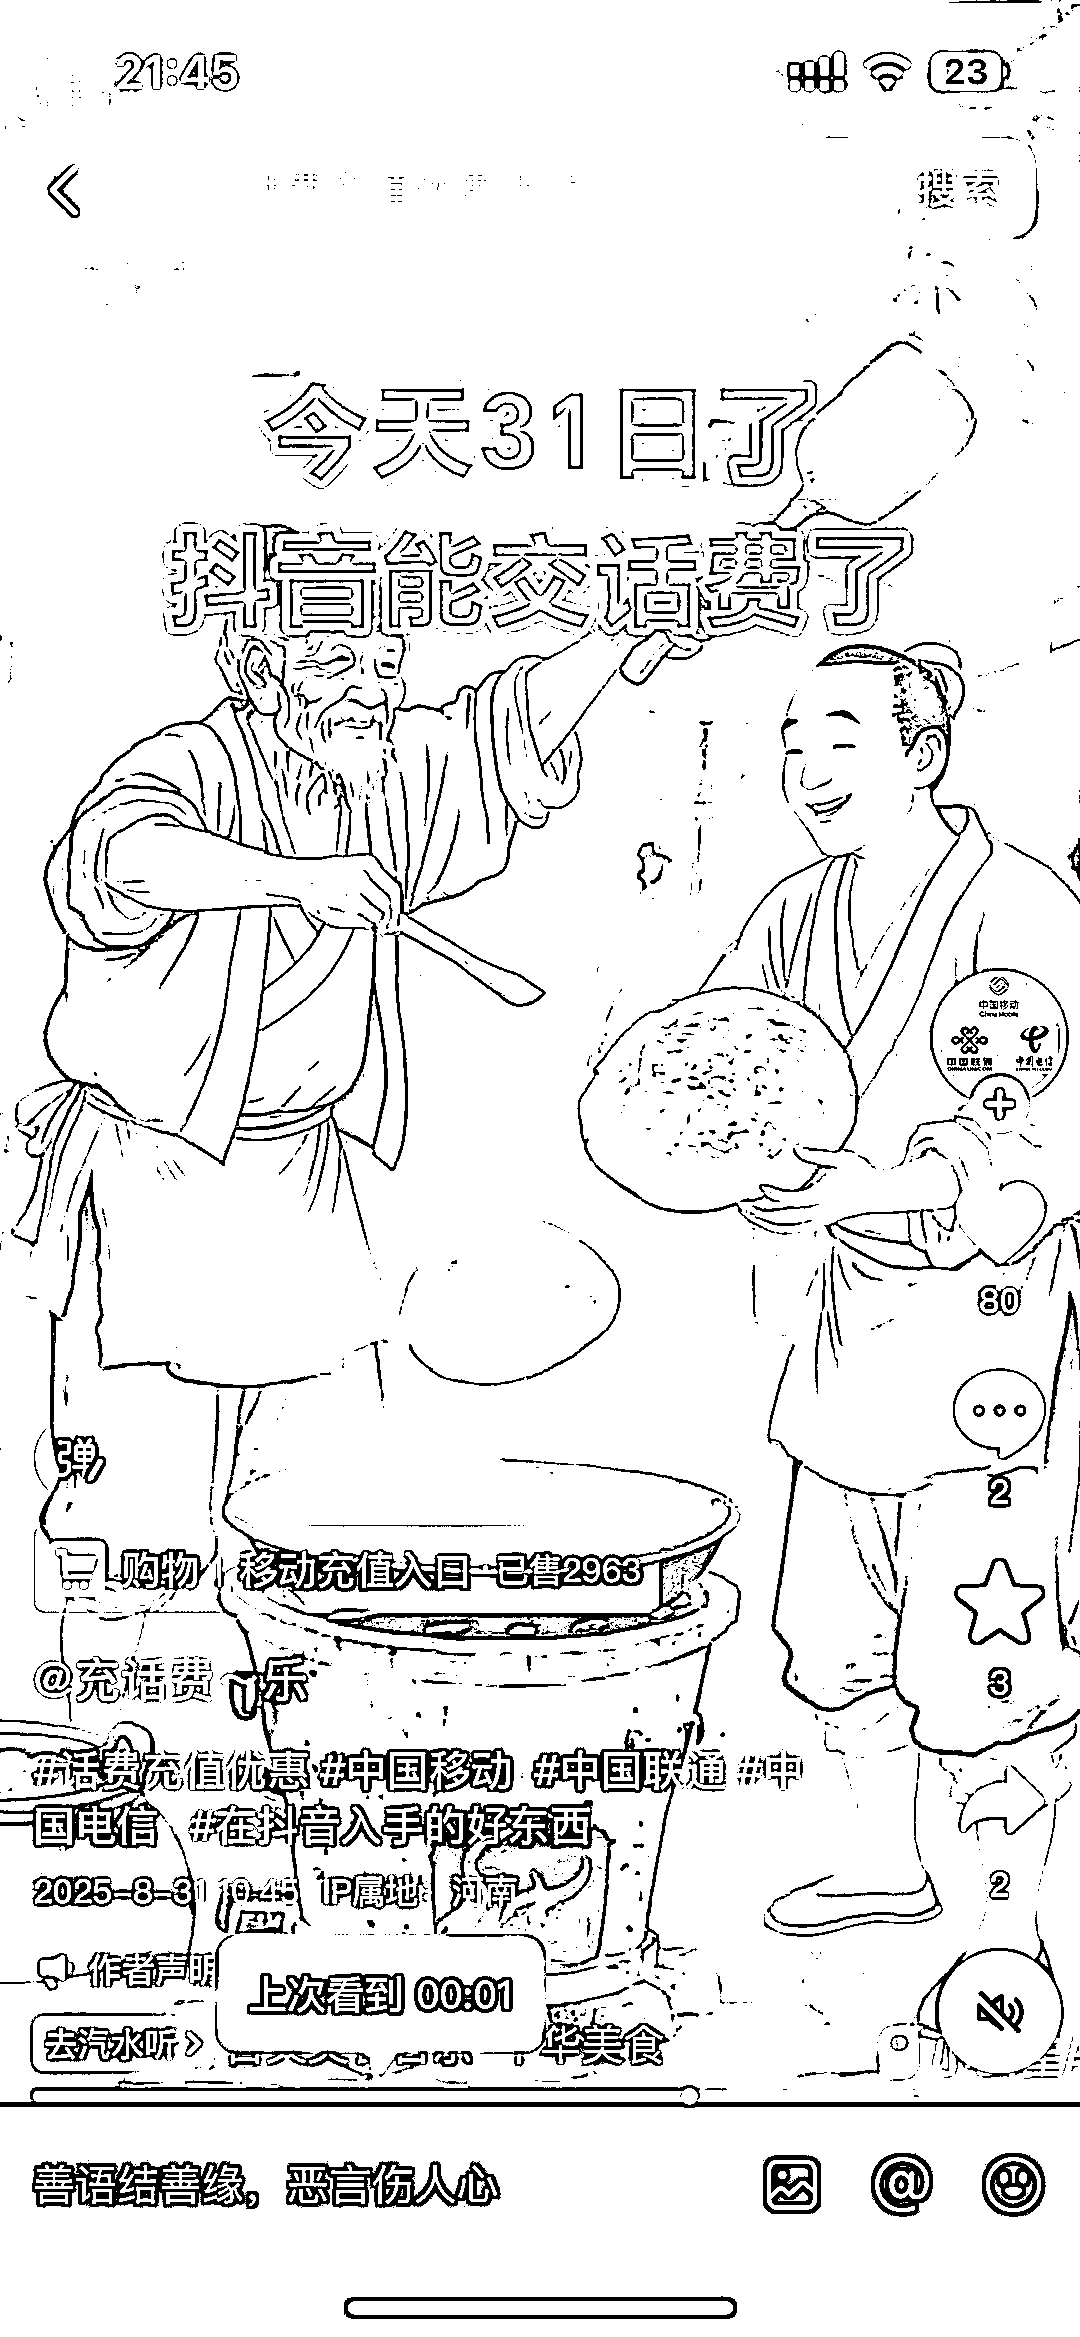 21:45
23
搜索
今天31日了
抖音能交话费了
中国移动
China Mobile
中国联通
中国电信
80
弹
2
购物 | 移动充值入口 已售2963
3
@充话费 乐
#话费充值优惠 #中国移动 #中国联通 #中
国电信 #在抖音入手的好东西
2025-8-31 10:45 IP属地：河南
2
作者声明
上次看到 00:01
去汽水听
华美食
善语结善缘，恶言伤人心